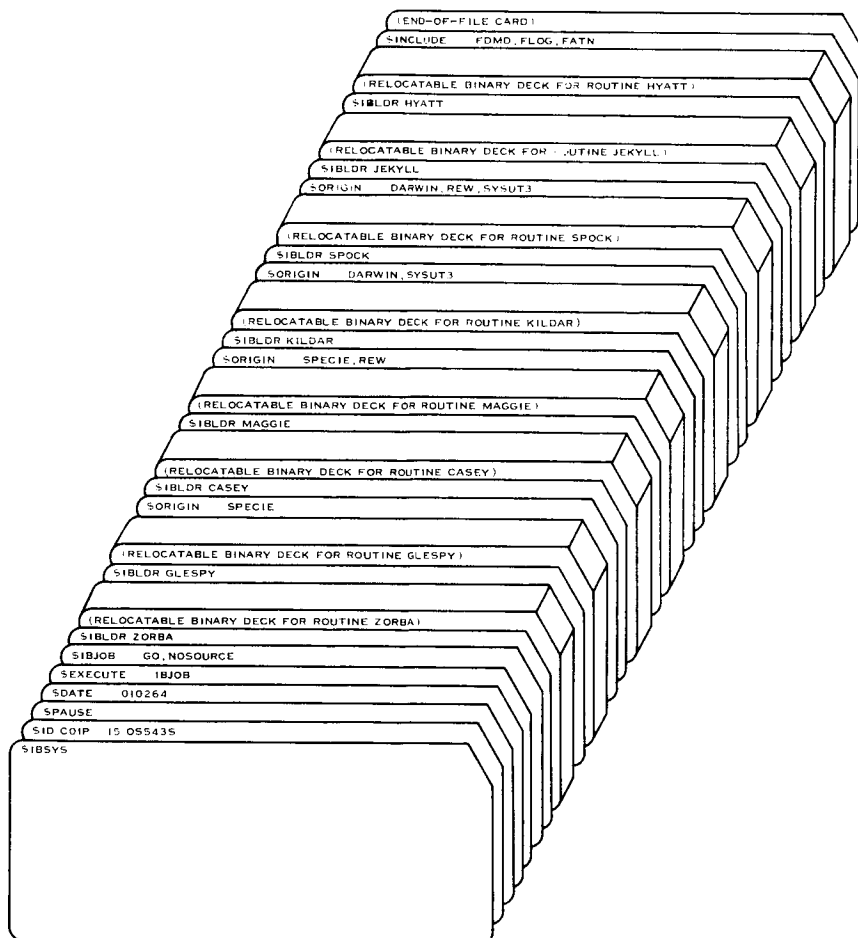 (END-OF-FILE CARD)
$INCLUDE FDMD, FLOG, FATN
(RELOCATABLE BINARY DECK FOR ROUTINE HYATT)
$IBLDR HYATT
(RELOCATABLE BINARY DECK FOR ROUTINE JEKYLL)
$IBLDR JEKYLL
$ORIGIN DARWIN, REW, SYSUT3
(RELOCATABLE BINARY DECK FOR ROUTINE SPOCK)
$IBLDR SPOCK
$ORIGIN DARWIN, SYSUT3
(RELOCATABLE BINARY DECK FOR ROUTINE KILDAR)
$IBLDR KILDAR
$ORIGIN SPECIE, REW
(RELOCATABLE BINARY DECK FOR ROUTINE MAGGIE)
$IBLDR MAGGIE
(RELOCATABLE BINARY DECK FOR ROUTINE CASEY)
$IBLDR CASEY
$ORIGIN SPECIE
(RELOCATABLE BINARY DECK FOR ROUTINE GLESPY)
$IBLDR GLESPY
(RELOCATABLE BINARY DECK FOR ROUTINE ZORBA)
$IBLDR ZORBA
$IBJOB GO, NOSOURCE
$EXECUTE IBJOB
$DATE 010264
$PAUSE
$ID C01P 15 OS543S
$IBSYS